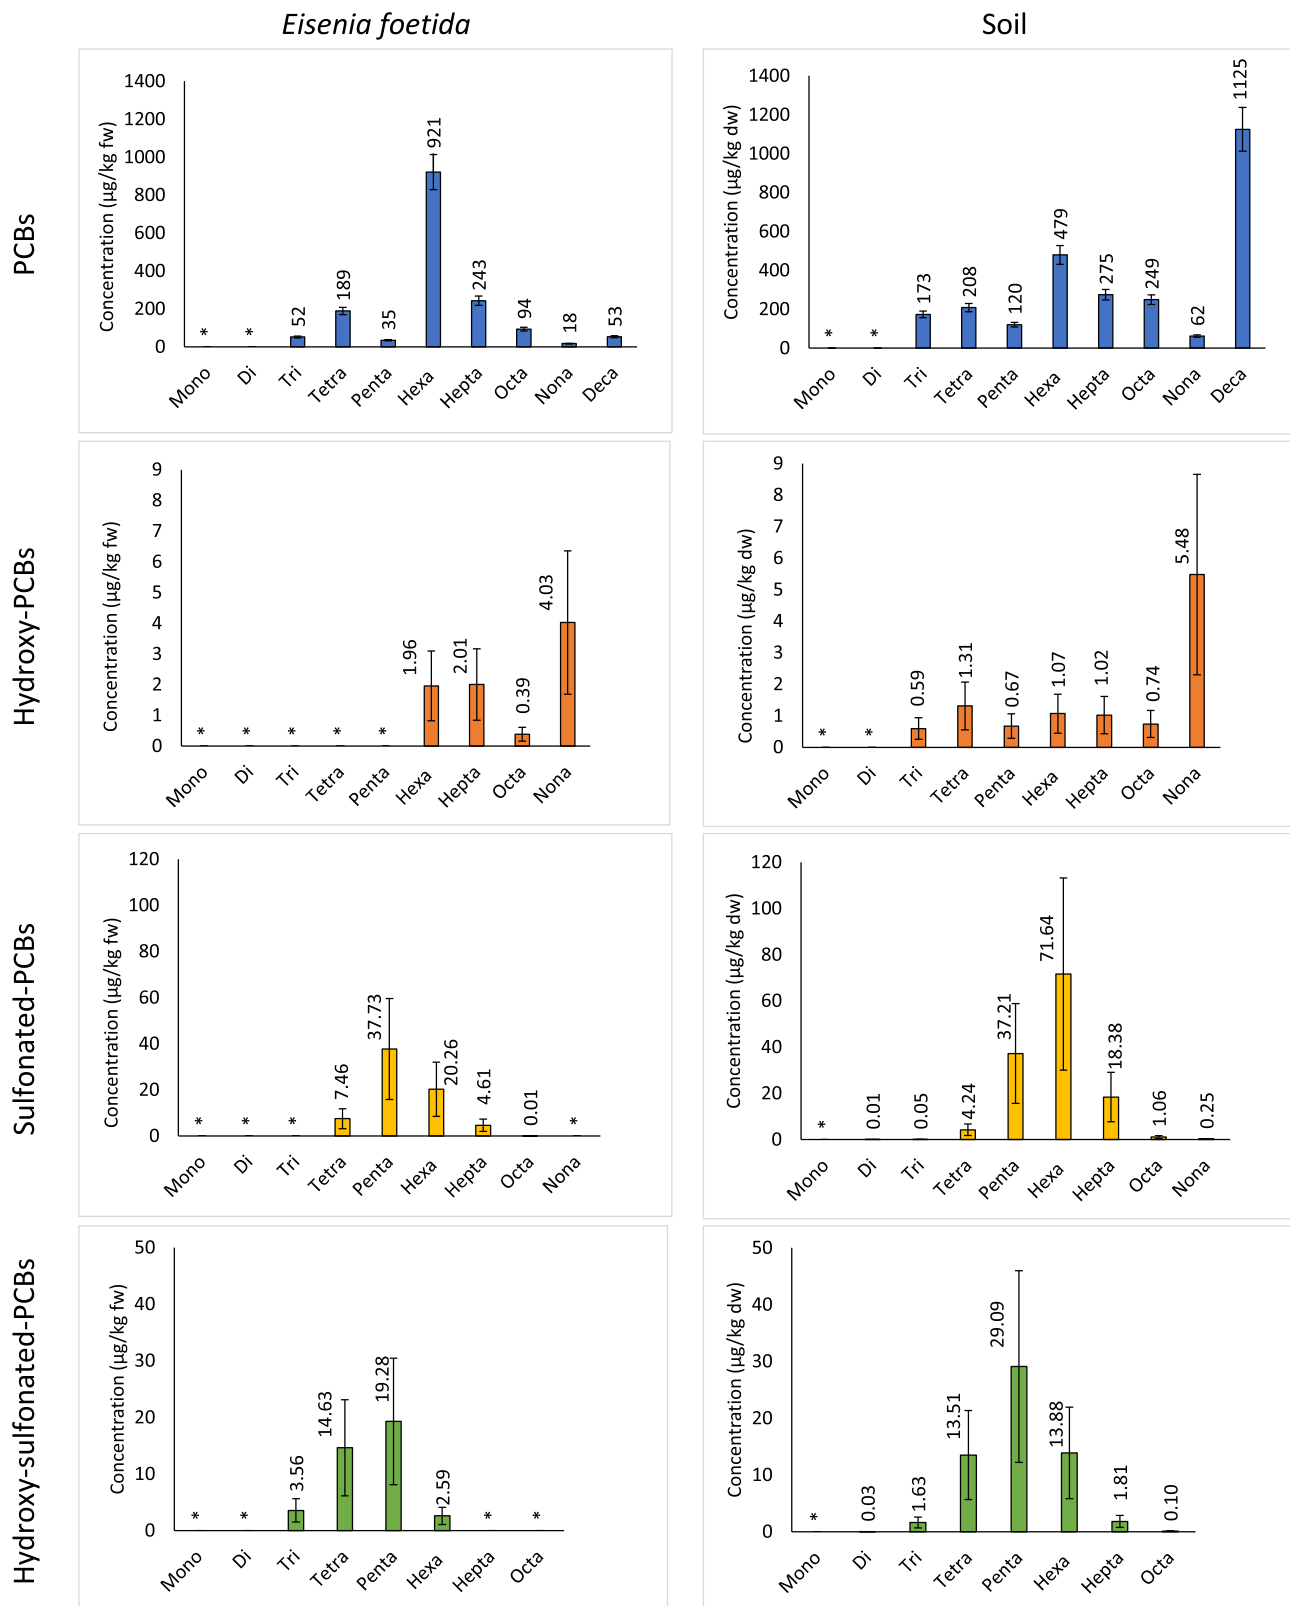 Eisenia foetida
Soil
PCBs
Concentration (µg/kg fw)
1400
1200
1000
800
600
400
200
0
*
*
52
189
35
921
243
94
18
53
Mono
Di
Tri
Tetra
Penta
Hexa
Hepta
Octa
Nona
Deca
Concentration (µg/kg dw)
1400
1200
1000
800
600
400
200
0
*
*
173
208
120
479
275
249
62
1125
Mono
Di
Tri
Tetra
Penta
Hexa
Hepta
Octa
Nona
Deca
Hydroxy-PCBs
Concentration (µg/kg fw)
9
8
7
6
5
4
3
2
1
0
*
*
*
*
*
1.96
2.01
0.39
4.03
Mono
Di
Tri
Tetra
Penta
Hexa
Hepta
Octa
Nona
Concentration (µg/kg dw)
9
8
7
6
5
4
3
2
1
0
*
*
0.59
1.31
0.67
1.07
1.02
0.74
5.48
Mono
Di
Tri
Tetra
Penta
Hexa
Hepta
Octa
Nona
Sulfonated-PCBs
Concentration (µg/kg fw)
120
100
80
60
40
20
0
*
*
*
7.46
37.73
20.26
4.61
0.01
*
Mono
Di
Tri
Tetra
Penta
Hexa
Hepta
Octa
Nona
Concentration (µg/kg dw)
120
100
80
60
40
20
0
*
0.01
0.05
4.24
37.21
71.64
18.38
1.06
0.25
Mono
Di
Tri
Tetra
Penta
Hexa
Hepta
Octa
Nona
Hydroxy-sulfonated-PCBs
Concentration (µg/kg fw)
50
40
30
20
10
0
*
*
3.56
14.63
19.28
2.59
*
*
Mono
Di
Tri
Tetra
Penta
Hexa
Hepta
Octa
Concentration (µg/kg dw)
50
40
30
20
10
0
*
0.03
1.63
13.51
29.09
13.88
1.81
0.10
Mono
Di
Tri
Tetra
Penta
Hexa
Hepta
Octa